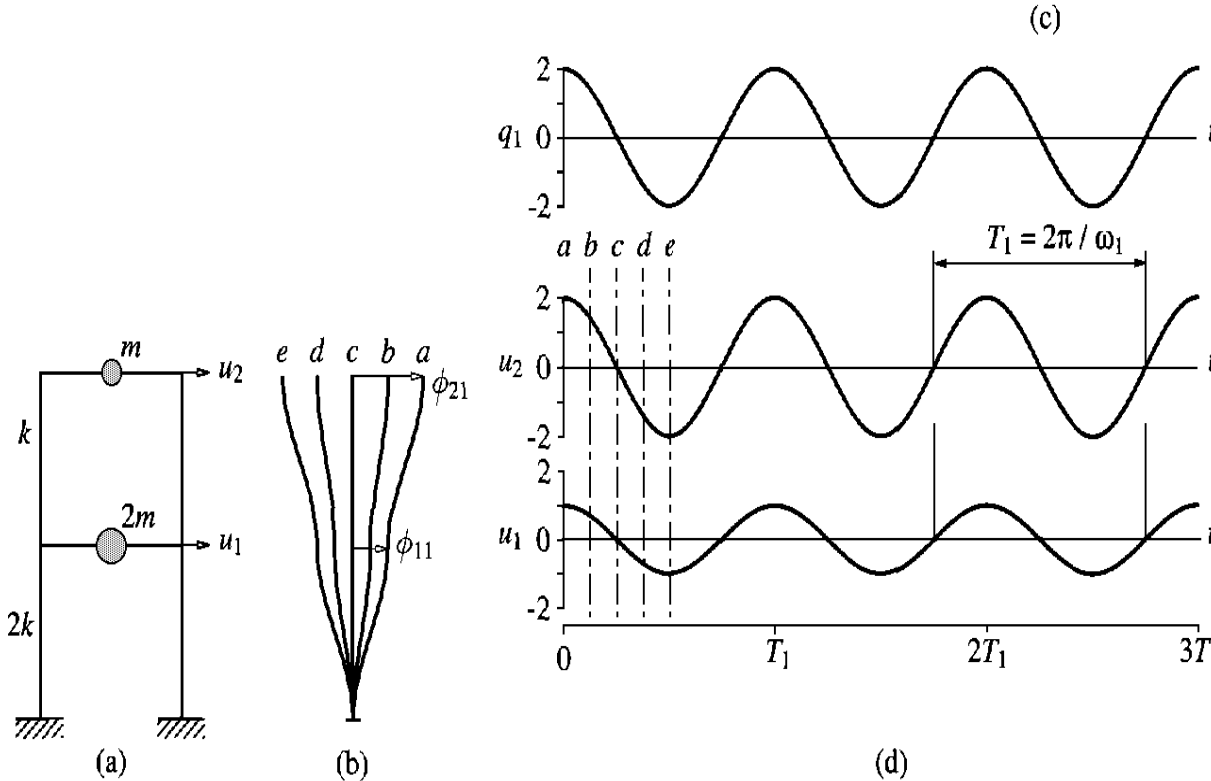 (c)
2
q₁ 0
-2
t
a b c d e
T₁ = 2π / ω₁
2
u₂ 0
-2
t
2
u₁ 0
-2
t
0 T₁ 2T₁ 3T
(d)
m
u₂
k
2m
u₁
2k
(a)
e d c b a
ϕ₂₁
ϕ₁₁
(b)